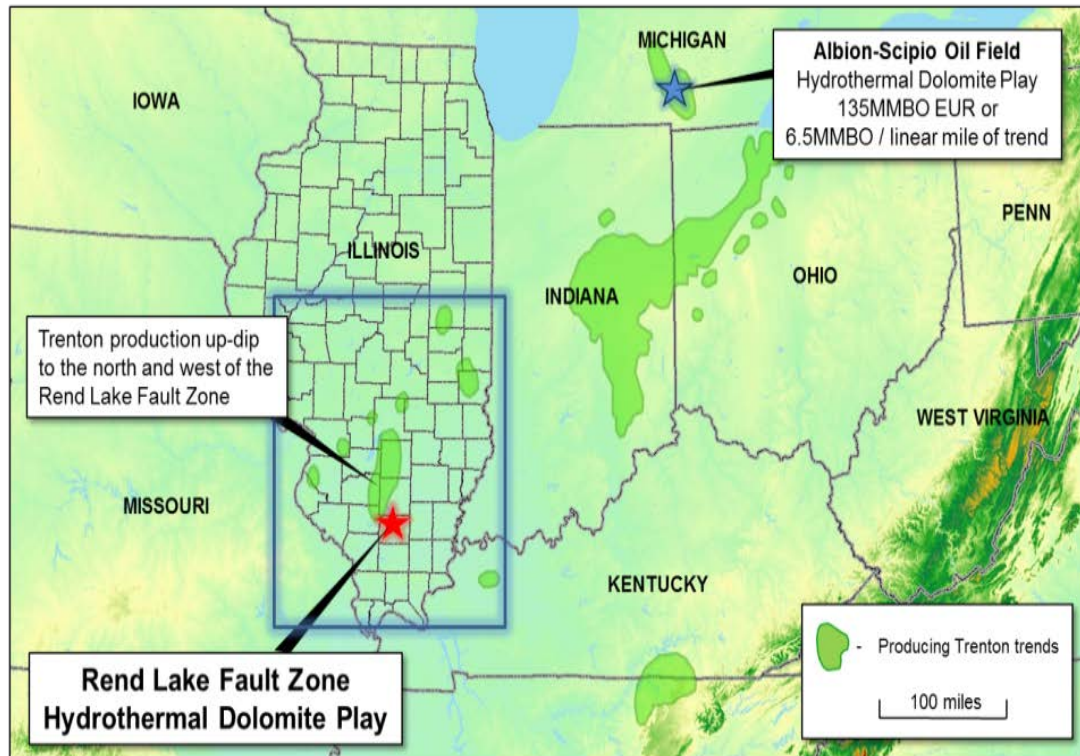 MICHIGAN
Albion-Scipio Oil Field
Hydrothermal Dolomite Play
135MMBO EUR or
6.5MMBO / linear mile of trend
IOWA
PENN
ILLINOIS
INDIANA
OHIO
Trenton production up-dip
to the north and west of the
Rend Lake Fault Zone
WEST VIRGINIA
MISSOURI
KENTUCKY
Rend Lake Fault Zone
Hydrothermal Dolomite Play
- Producing Trenton trends
100 miles